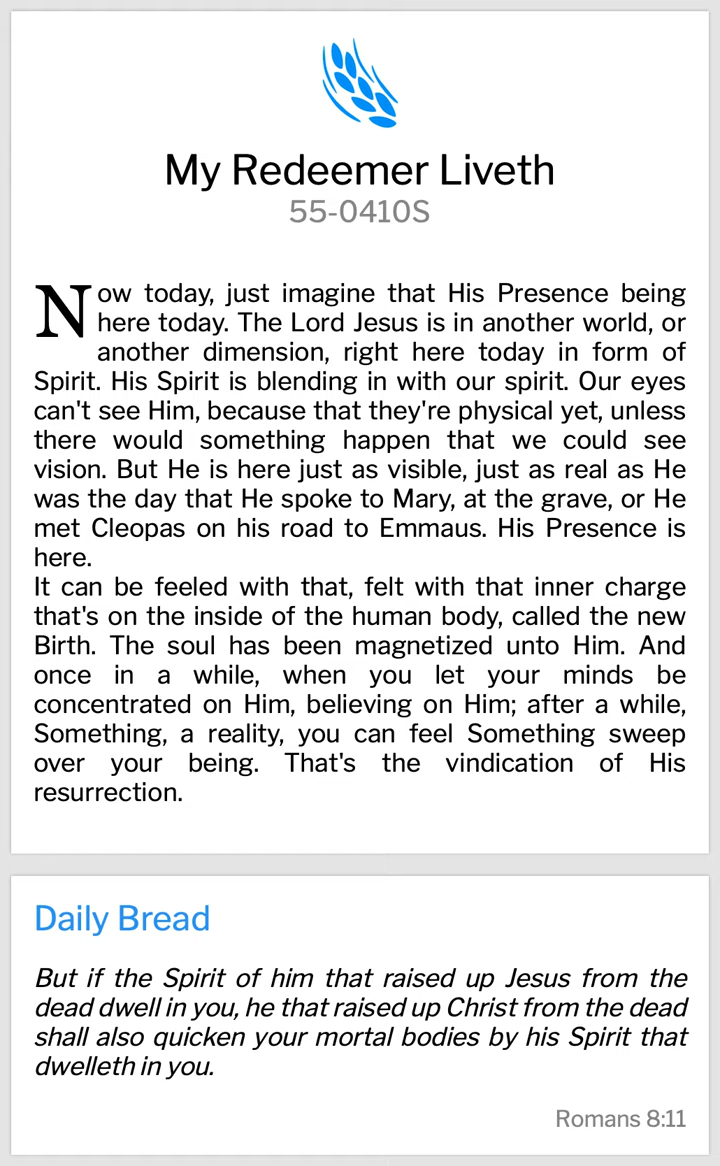 My Redeemer Liveth
55-0410S
Now today, just imagine that His Presence being
here today. The Lord Jesus is in another world, or
another dimension, right here today in form of
Spirit. His Spirit is blending in with our spirit. Our eyes
can't see Him, because that they're physical yet, unless
there would something happen that we could see
vision. But He is here just as visible, just as real as He
was the day that He spoke to Mary, at the grave, or He
met Cleopas on his road to Emmaus. His Presence is
here.
It can be feeled with that, felt with that inner charge
that's on the inside of the human body, called the new
Birth. The soul has been magnetized unto Him. And
once in a while, when you let your minds be
concentrated on Him, believing on Him; after a while,
Something, a reality, you can feel Something sweep
over your being. That's the vindication of His
resurrection.
Daily Bread
But if the Spirit of him that raised up Jesus from the
dead dwell in you, he that raised up Christ from the dead
shall also quicken your mortal bodies by his Spirit that
dwelleth in you.
Romans 8:11